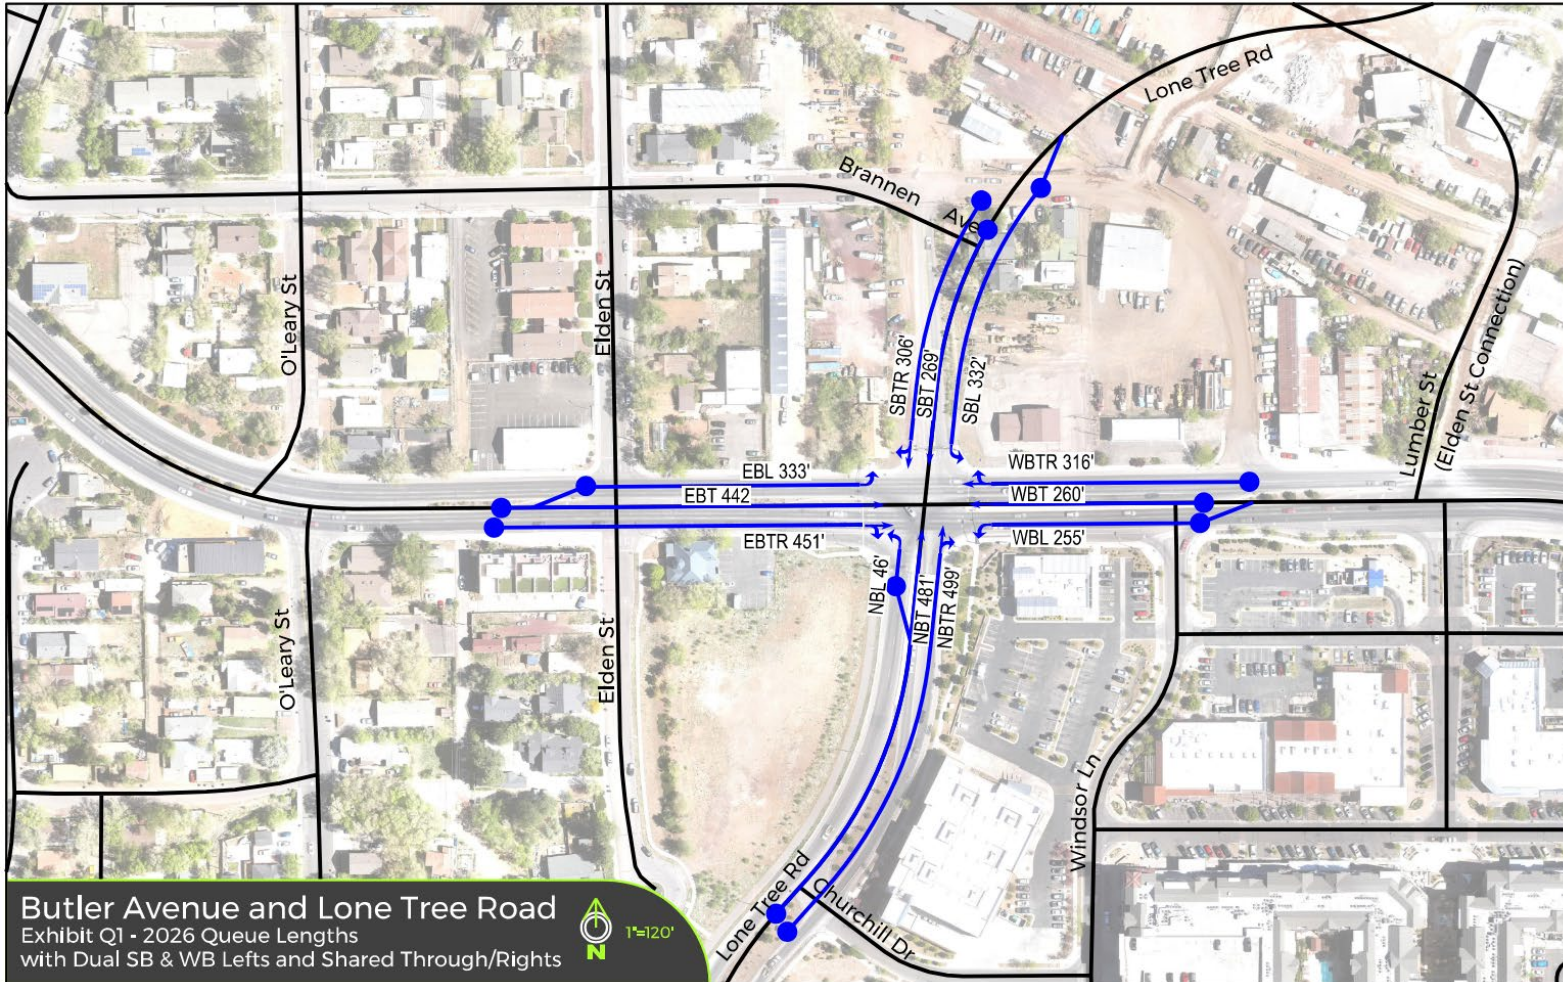 Lone Tree Rd
Brannen
Ave
O'Leary St
Elden St
SBTR 306'
SBT 269'
SBL 332'
Lumber St
(Elden St Connection)
EBL 333'
WBTR 316'
EBT 442
WBT 260'
EBTR 451'
WBL 255'
NBL 46'
NBT 481'
NBTR 499'
O'Leary St
Elden St
Windsor Ln
Lone Tree Rd
Churchill Dr
Butler Avenue and Lone Tree Road
Exhibit Q1 - 2026 Queue Lengths
with Dual SB & WB Lefts and Shared Through/Rights
N
1"=120'